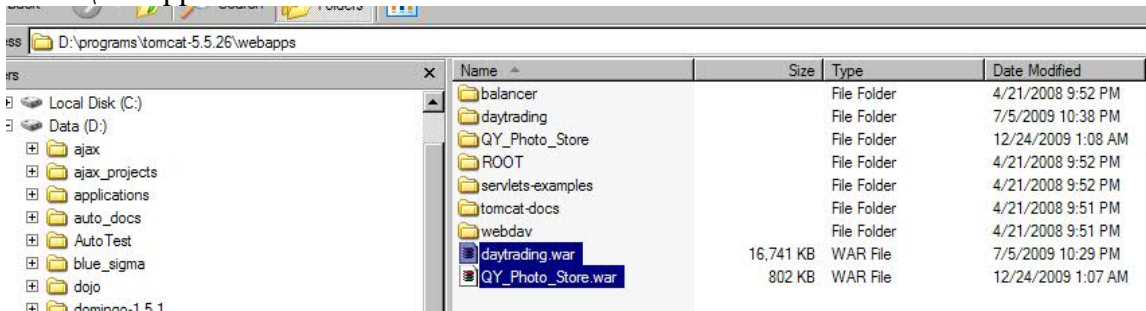 Search Folders
D:\programs\tomcat-5.5.26\webapps
Name Size Type Date Modified
Local Disk (C:)
Data (D:)
ajax
ajax_projects
applications
auto_docs
AutoTest
blue_sigma
dojo
domingo-1.5.1
balancer File Folder 4/21/2008 9:52 PM
daytrading File Folder 7/5/2009 10:38 PM
QY_Photo_Store File Folder 12/24/2009 1:08 AM
ROOT File Folder 4/21/2008 9:52 PM
servlets-examples File Folder 4/21/2008 9:52 PM
tomcat-docs File Folder 4/21/2008 9:51 PM
webdav File Folder 4/21/2008 9:51 PM
daytrading.war 16,741 KB WAR File 7/5/2009 10:29 PM
QY_Photo_Store.war 802 KB WAR File 12/24/2009 1:07 AM